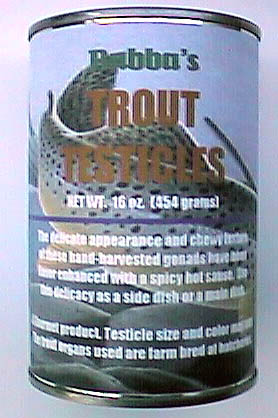 Bubba's
TROUT
TESTICLES
NET WT. 16 oz. (454 grams)
The delicate appearance and chewy texture
of these hand-harvested gonads have been
enhanced with a spicy hot sauce. Use
this delicacy as a side dish or a main dish.
gourmet product. Testicle size and color may
The trout organs used are farm bred at hatcheries.